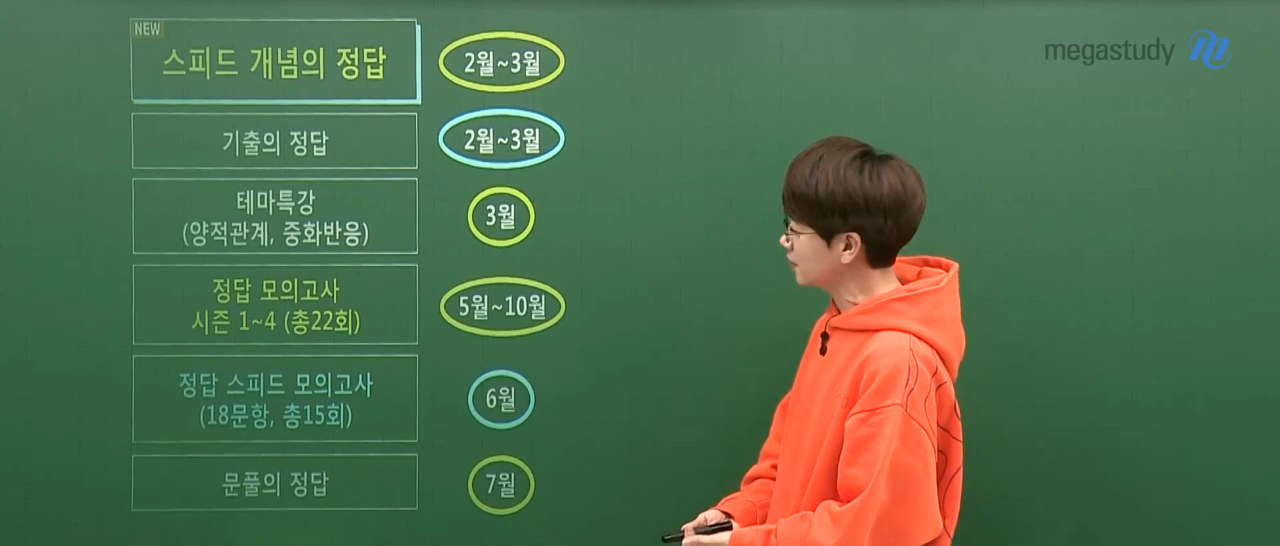 NEW
스피드 개념의 정답
2월~3월
기출의 정답
2월~3월
테마특강
(양적관계, 중화반응)
3월
정답 모의고사
시즌 1~4 (총22회)
5월~10월
정답 스피드 모의고사
(18문항, 총15회)
6월
문풀의 정답
7월
megastudy